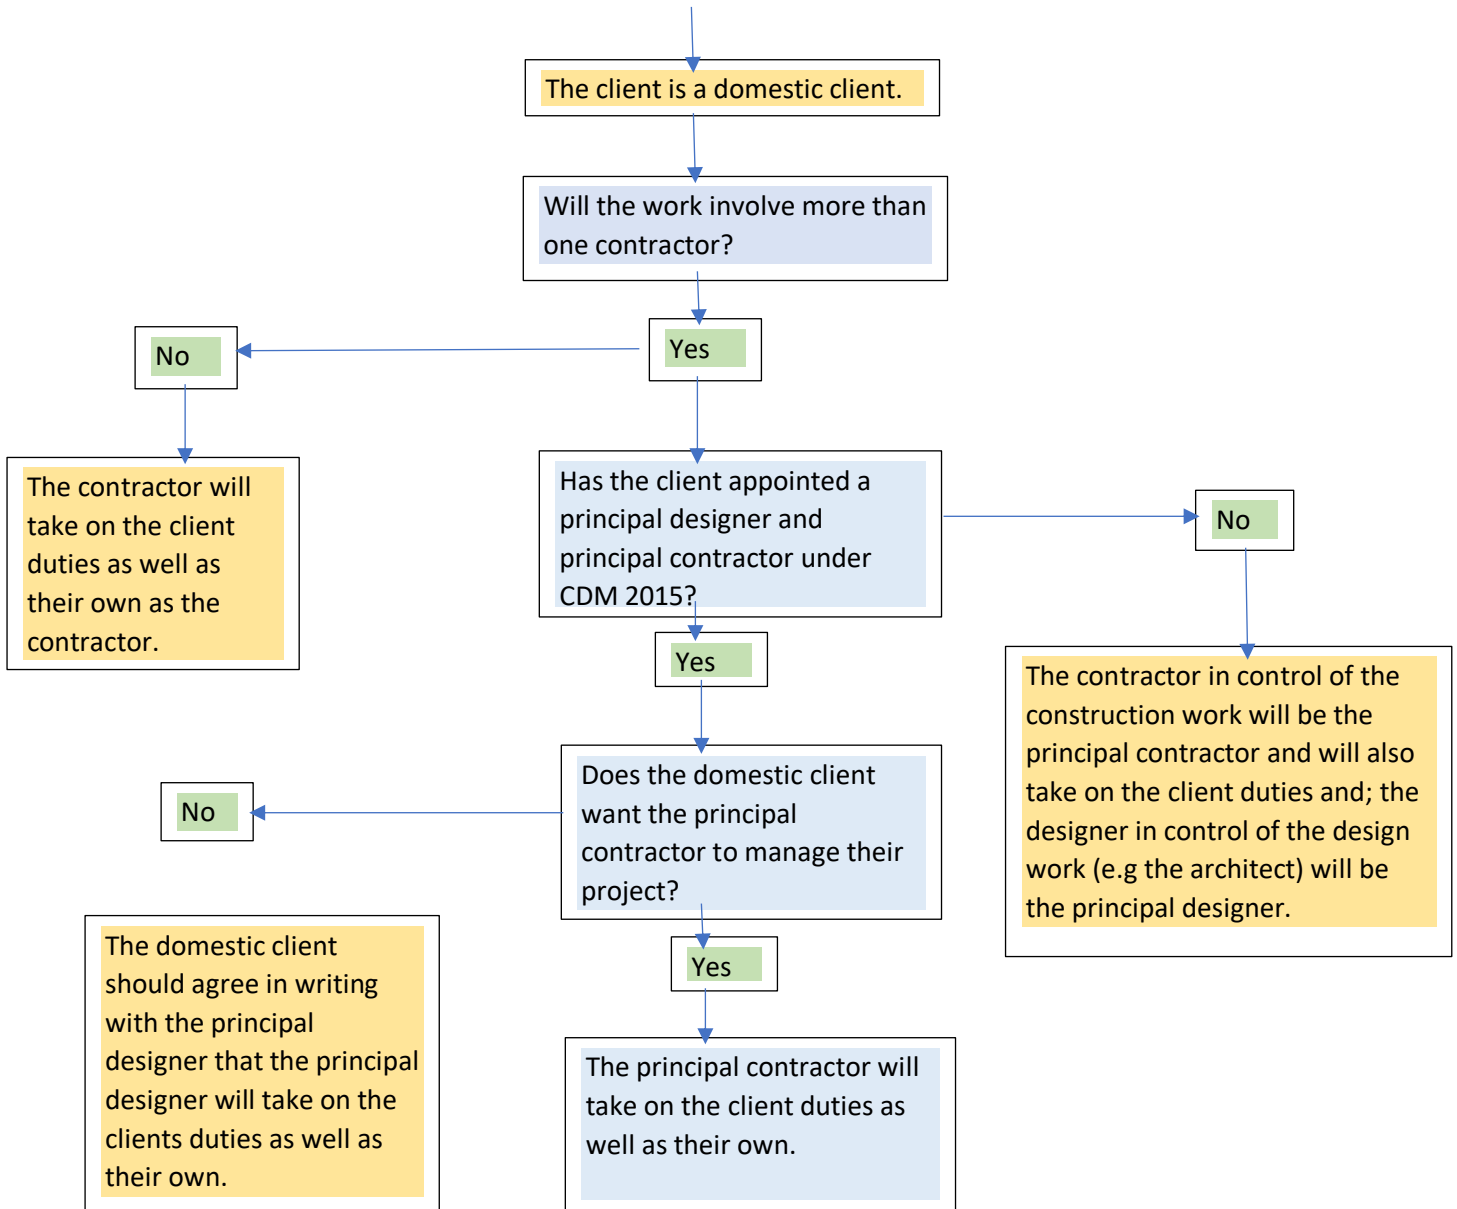 The client is a domestic client.
Will the work involve more than
one contractor?
No
Yes
The contractor will
take on the client
duties as well as
their own as the
contractor.
Has the client appointed a
principal designer and
principal contractor under
CDM 2015?
No
Yes
The contractor in control of the
construction work will be the
principal contractor and will also
take on the client duties and; the
designer in control of the design
work (e.g the architect) will be
the principal designer.
Does the domestic client
want the principal
contractor to manage their
project?
No
Yes
The domestic client
should agree in writing
with the principal
designer that the principal
designer will take on the
clients duties as well as
their own.
The principal contractor will
take on the client duties as
well as their own.